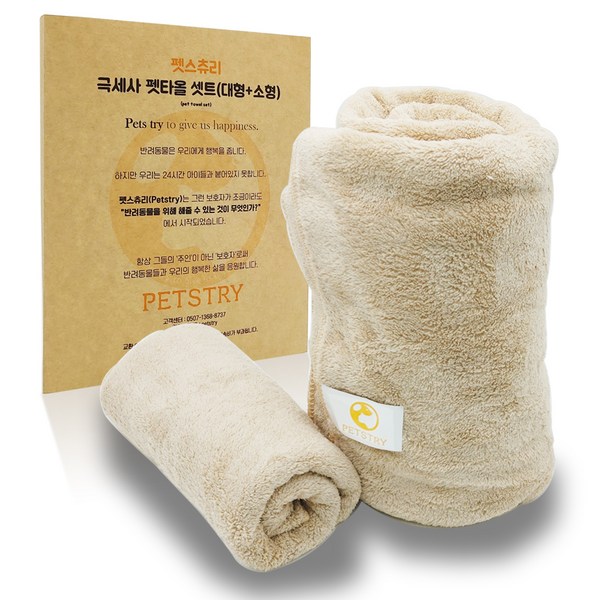 펫스츄리
극세사 펫타올 셋트(대형+소형)
(pet towel set)
Pets try to give us happiness.
반려동물은 우리에게 행복을 줍니다.
하지만 우리는 24시간 아이들과 붙어있지 못합니다.
펫스츄리(Petstry)는 그런 보호자가 조금이라도
"반려동물을 위해 해줄 수 있는 것이 무엇인가?"
에서 시작되었습니다.
항상 그들의 '주인'이 아닌 '보호자'로써
반려동물들과 우리의 행복한 삶을 응원합니다.
PETSTRY
고객센터 : 0507-1368-8737
PETSTRY